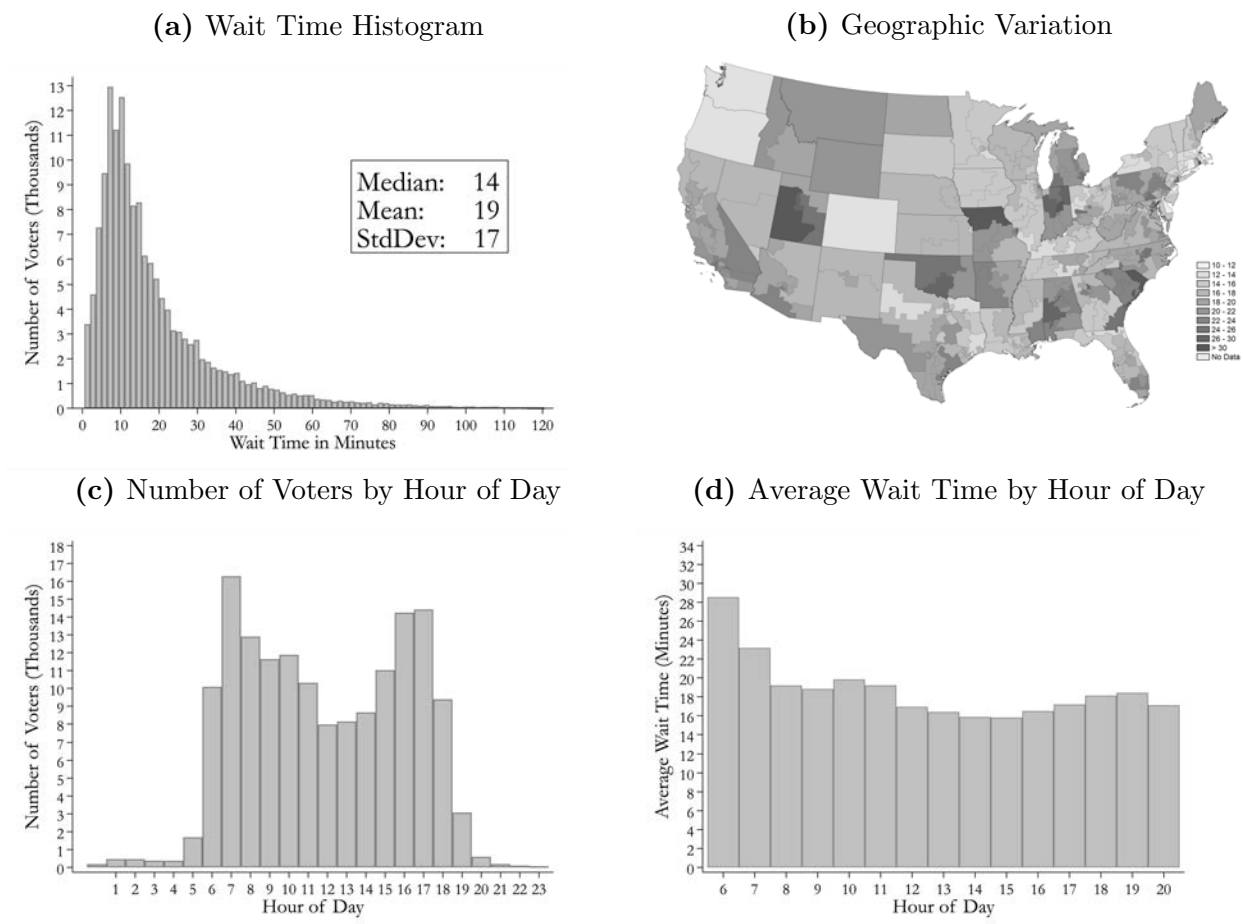 (a) Wait Time Histogram
Number of Voters (Thousands)
13
12
11
10
9
8
7
6
5
4
3
2
1
0
Median: 14
Mean: 19
StdDev: 17
0 10 20 30 40 50 60 70 80 90 100 110 120
Wait Time in Minutes
(b) Geographic Variation
10 - 12
12 - 14
14 - 16
16 - 18
18 - 20
20 - 22
22 - 24
24 - 26
26 - 30
> 30
No Data
(c) Number of Voters by Hour of Day
Number of Voters (Thousands)
18
17
16
15
14
13
12
11
10
9
8
7
6
5
4
3
2
1
0
1 2 3 4 5 6 7 8 9 10 11 12 13 14 15 16 17 18 19 20 21 22 23
Hour of Day
(d) Average Wait Time by Hour of Day
Average Wait Time (Minutes)
34
32
30
28
26
24
22
20
18
16
14
12
10
8
6
4
2
0
6 7 8 9 10 11 12 13 14 15 16 17 18 19 20
Hour of Day